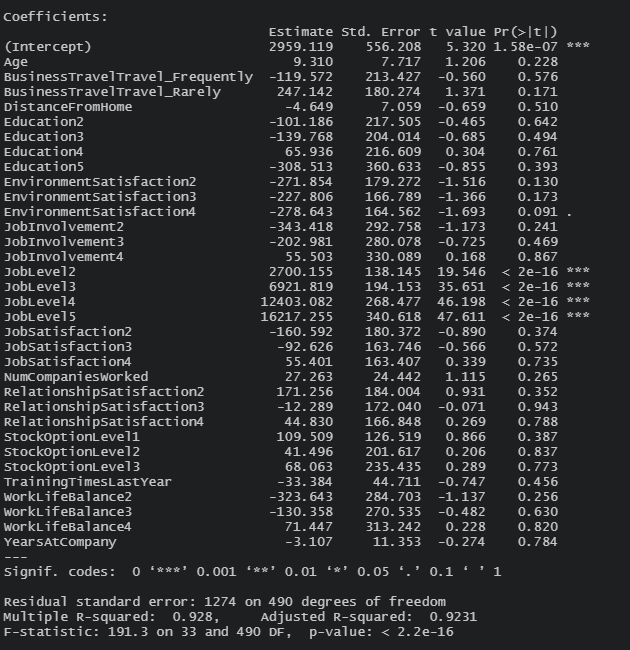 Coefficients:
                                 Estimate Std. Error t value Pr(>|t|)
(Intercept)                      2959.119    556.208   5.320 1.58e-07 ***
Age                                 9.310      7.717   1.206    0.228
BusinessTravelTravel_Frequently  -119.572    213.427  -0.560    0.576
BusinessTravelTravel_Rarely       247.142    180.274   1.371    0.171
DistanceFromHome                   -4.649      7.059  -0.659    0.510
Education2                       -101.186    217.505  -0.465    0.642
Education3                       -139.768    204.014  -0.685    0.494
Education4                         65.936    216.609   0.304    0.761
Education5                       -308.513    360.633  -0.855    0.393
EnvironmentSatisfaction2         -271.854    179.272  -1.516    0.130
EnvironmentSatisfaction3         -227.806    166.789  -1.366    0.173
EnvironmentSatisfaction4         -278.643    164.562  -1.693    0.091 .
JobInvolvement2                  -343.418    292.758  -1.173    0.241
JobInvolvement3                  -202.981    280.078  -0.725    0.469
JobInvolvement4                    55.503    330.089   0.168    0.867
JobLevel2                        2700.155    138.145  19.546  < 2e-16 ***
JobLevel3                        6921.819    194.153  35.651  < 2e-16 ***
JobLevel4                       12403.082    268.477  46.198  < 2e-16 ***
JobLevel5                       16217.255    340.618  47.611  < 2e-16 ***
JobSatisfaction2                 -160.592    180.372  -0.890    0.374
JobSatisfaction3                  -92.626    163.746  -0.566    0.572
JobSatisfaction4                   55.401    163.407   0.339    0.735
NumCompaniesWorked                 27.263     24.442   1.115    0.265
RelationshipSatisfaction2         171.256    184.004   0.931    0.352
RelationshipSatisfaction3         -12.289    172.040  -0.071    0.943
RelationshipSatisfaction4          44.830    166.848   0.269    0.788
StockOptionLevel1                 109.509    126.519   0.866    0.387
StockOptionLevel2                  41.496    201.617   0.206    0.837
StockOptionLevel3                  68.063    235.435   0.289    0.773
TrainingTimesLastYear             -33.384     44.711  -0.747    0.456
WorkLifeBalance2                 -323.643    284.703  -1.137    0.256
WorkLifeBalance3                 -130.358    270.535  -0.482    0.630
WorkLifeBalance4                   71.447    313.242   0.228    0.820
YearsAtCompany                     -3.107     11.353  -0.274    0.784
---
Signif. codes:  0 ‘***’ 0.001 ‘**’ 0.01 ‘*’ 0.05 ‘.’ 0.1 ‘ ’ 1
Residual standard error: 1274 on 490 degrees of freedom
Multiple R-squared:  0.928,     Adjusted R-squared:  0.9231
F-statistic: 191.3 on 33 and 490 DF,  p-value: < 2.2e-16